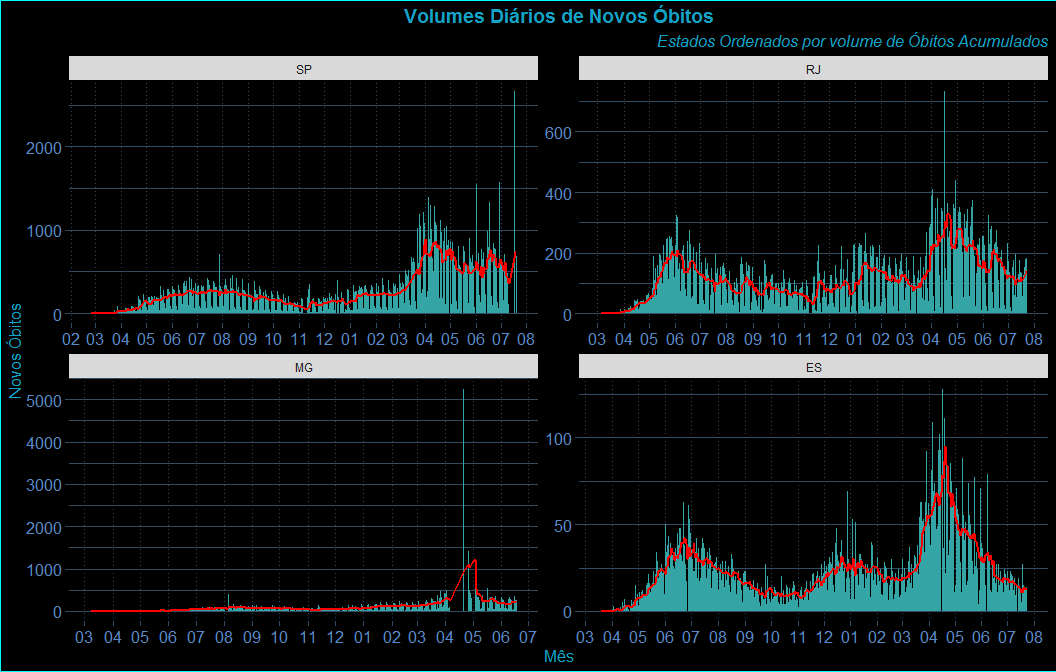 Volumes Diários de Novos Óbitos
Estados Ordenados por volume de Óbitos Acumulados
SP
2000
1000
0
02 03 04 05 06 07 08 09 10 11 12 01 02 03 04 05 06 07 08
RJ
600
400
200
0
03 04 05 06 07 08 09 10 11 12 01 02 03 04 05 06 07 08
Novos Óbitos
MG
5000
4000
3000
2000
1000
0
03 04 05 06 07 08 09 10 11 12 01 02 03 04 05 06 07
ES
100
50
0
03 04 05 06 07 08 09 10 11 12 01 02 03 04 05 06 07 08
Mês